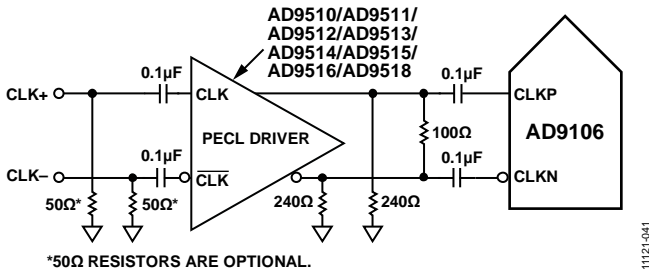 AD9510/AD9511/
AD9512/AD9513/
AD9514/AD9515/
AD9516/AD9518
0.1µF
0.1µF
CLK+
CLK
CLKP
PECL DRIVER
100Ω
AD9106
0.1µF
0.1µF
CLK–
CLK
CLKN
50Ω*
50Ω*
240Ω
240Ω
*50Ω RESISTORS ARE OPTIONAL.
11121-041